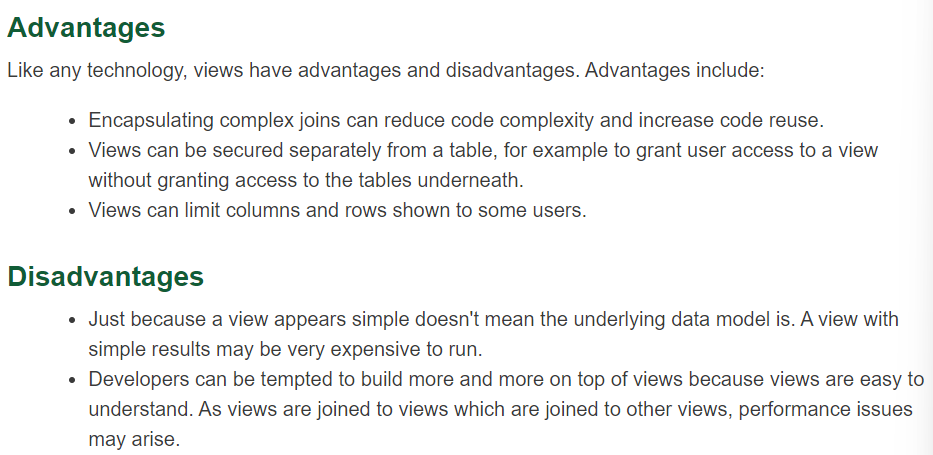 Advantages
Like any technology, views have advantages and disadvantages. Advantages include:
• Encapsulating complex joins can reduce code complexity and increase code reuse.
• Views can be secured separately from a table, for example to grant user access to a view
without granting access to the tables underneath.
• Views can limit columns and rows shown to some users.
Disadvantages
• Just because a view appears simple doesn't mean the underlying data model is. A view with
simple results may be very expensive to run.
• Developers can be tempted to build more and more on top of views because views are easy to
understand. As views are joined to views which are joined to other views, performance issues
may arise.